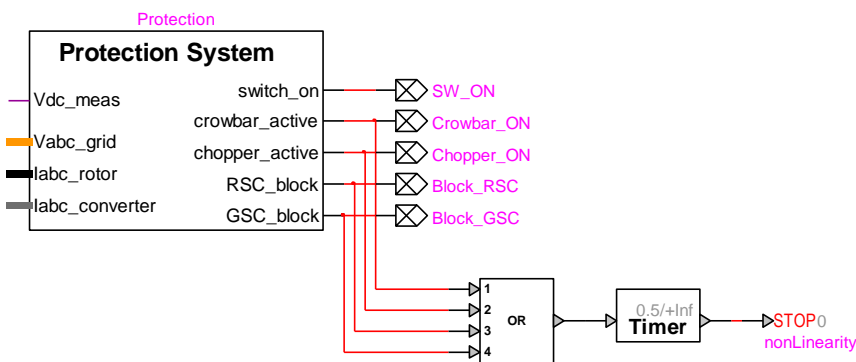 Protection
Protection System
Vdc_meas
Vabc_grid
Iabc_rotor
Iabc_converter
switch_on
crowbar_active
chopper_active
RSC_block
GSC_block
SW_ON
Crowbar_ON
Chopper_ON
Block_RSC
Block_GSC
1
2
3
4
OR
0.5/+Inf
Timer
STOP0
nonLinearity